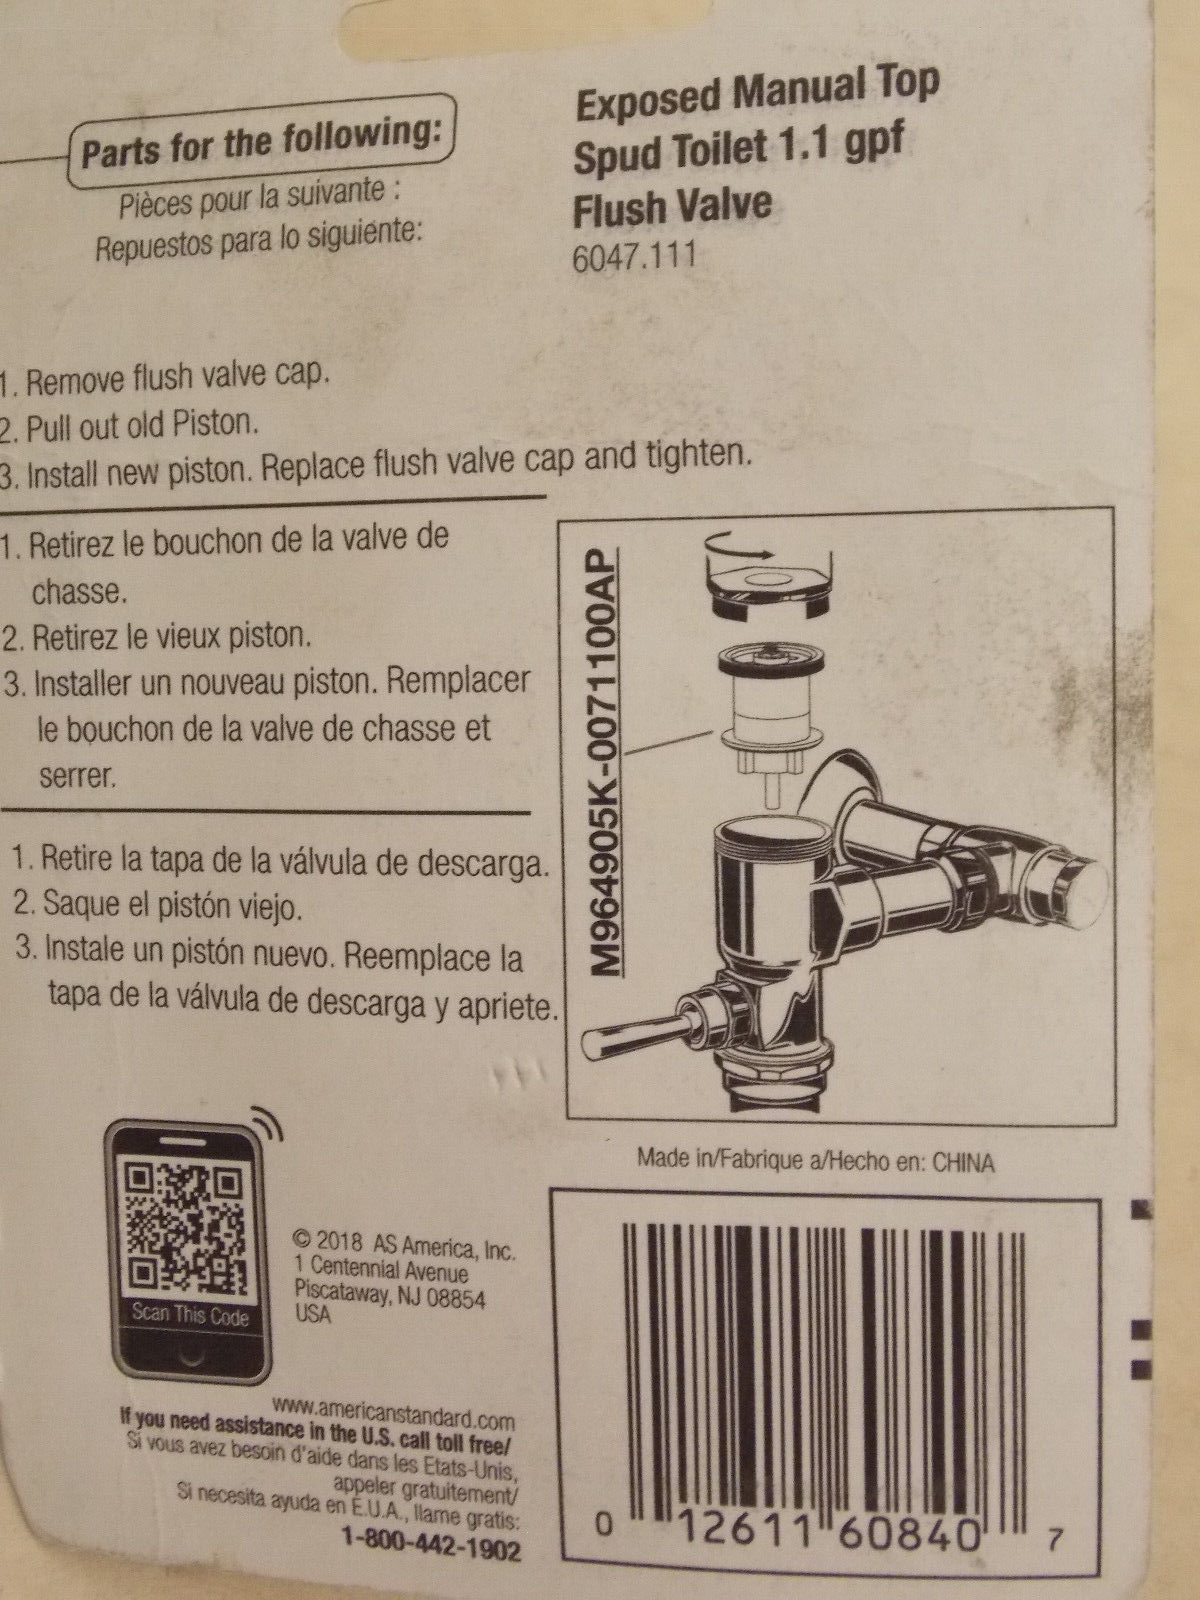 Parts for the following:
Pièces pour la suivante :
Repuestos para lo siguiente:
Exposed Manual Top
Spud Toilet 1.1 gpf
Flush Valve
6047.111
1. Remove flush valve cap.
2. Pull out old Piston.
3. Install new piston. Replace flush valve cap and tighten.
1. Retirez le bouchon de la valve de
chasse.
2. Retirez le vieux piston.
3. Installer un nouveau piston. Remplacer
le bouchon de la valve de chasse et
serrer.
1. Retire la tapa de la válvula de descarga.
2. Saque el pistón viejo.
3. Instale un pistón nuevo. Reemplace la
tapa de la válvula de descarga y apriete.
M964905K-0071100AP
Made in/Fabrique a/Hecho en: CHINA
Scan This Code
© 2018 AS America, Inc.
1 Centennial Avenue
Piscataway, NJ 08854
USA
www.americanstandard.com
If you need assistance in the U.S. call toll free/
Si vous avez besoin d'aide dans les Etats-Unis,
appeler gratuitement/
Si necesita ayuda en E.U.A., llame gratis:
1-800-442-1902
0 12611 60840 7